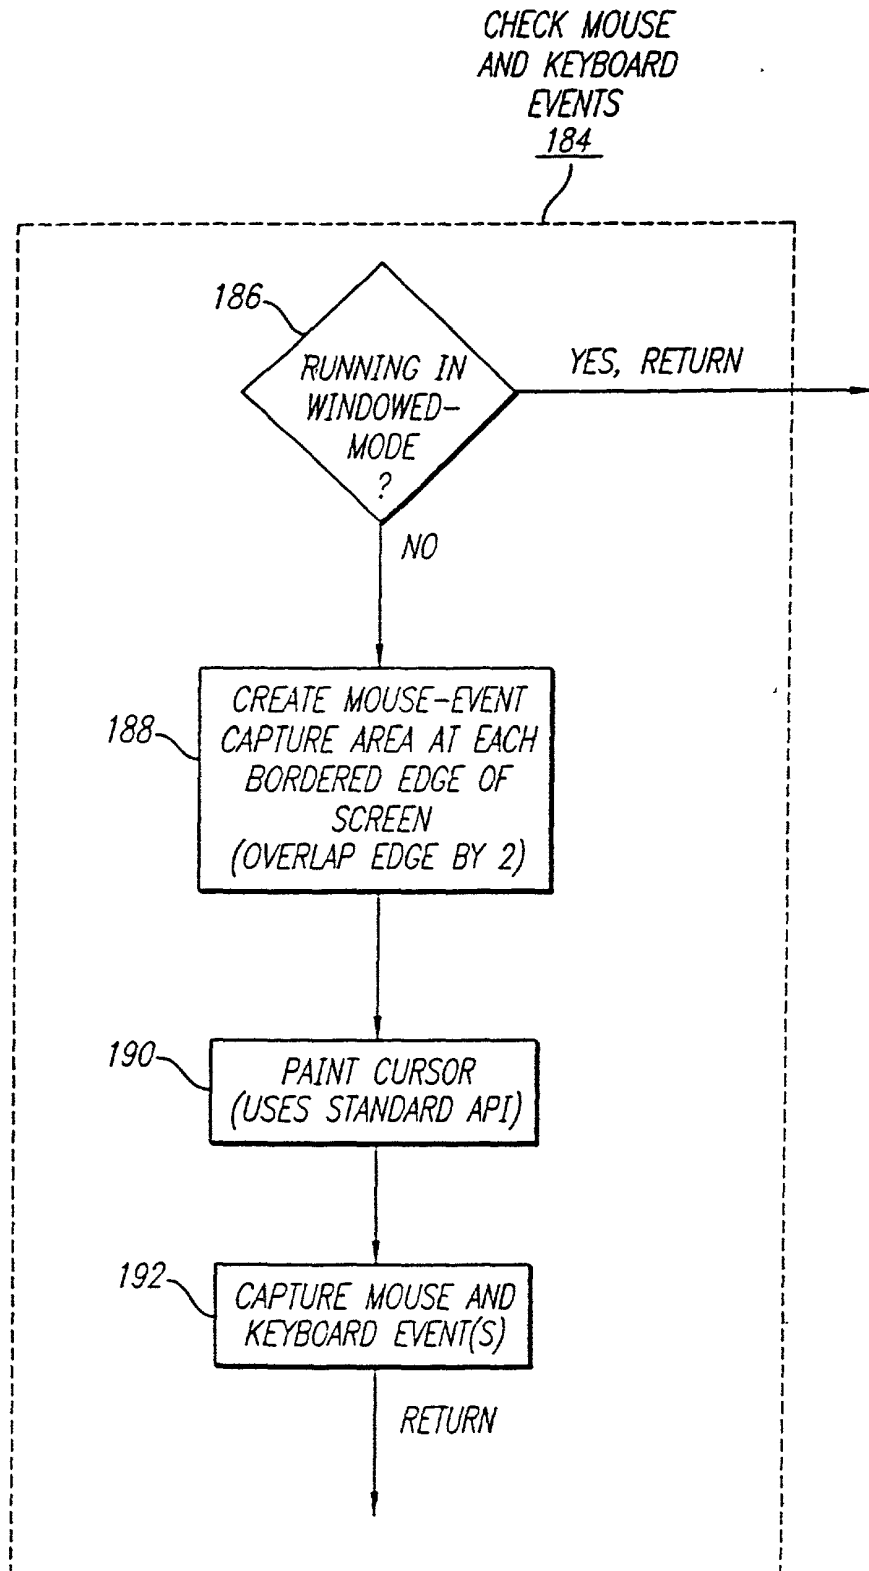 CHECK MOUSE
AND KEYBOARD
EVENTS
184
186
RUNNING IN
WINDOWED-
MODE
?
YES, RETURN
NO
188
CREATE MOUSE-EVENT
CAPTURE AREA AT EACH
BORDERED EDGE OF
SCREEN
(OVERLAP EDGE BY 2)
190
PAINT CURSOR
(USES STANDARD API)
192
CAPTURE MOUSE AND
KEYBOARD EVENT(S)
RETURN